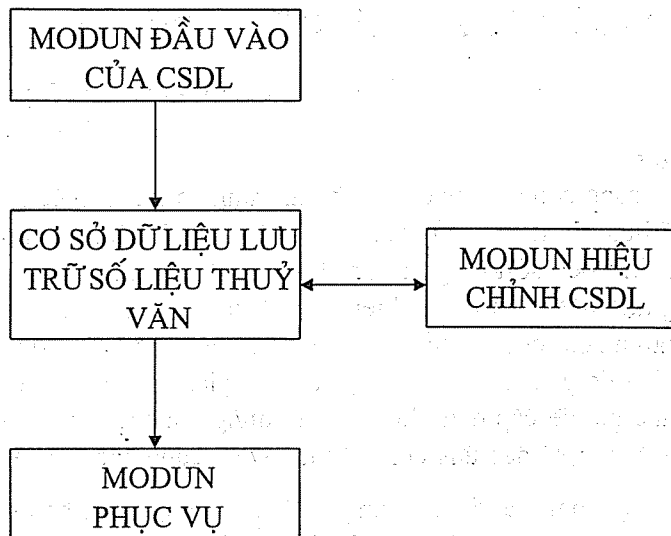 MODUN ĐẦU VÀO
CỦA CSDL
CƠ SỞ DỮ LIỆU LƯU
TRỮ SỐ LIỆU THUỶ
VĂN
MODUN HIỆU
CHỈNH CSDL
MODUN
PHỤC VỤ